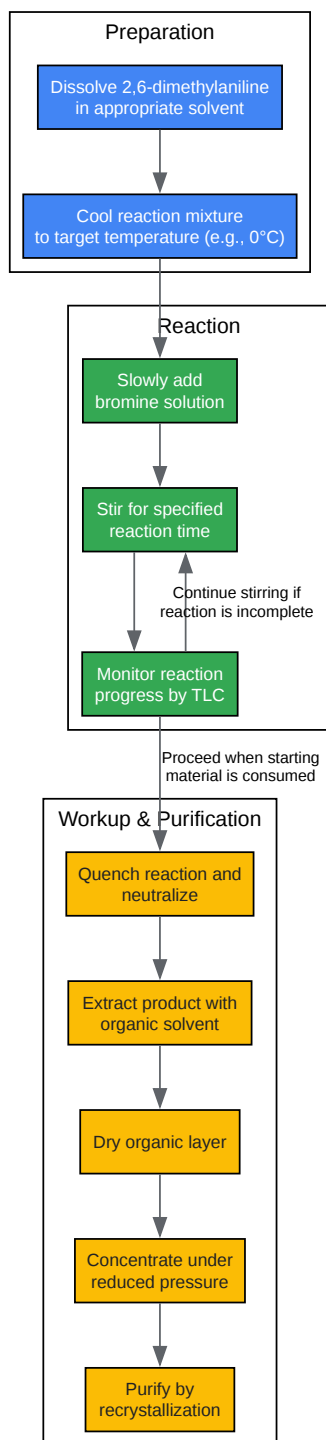 Preparation
Dissolve 2,6-dimethylaniline
in appropriate solvent
Cool reaction mixture
to target temperature (e.g., 0°C)
Reaction
Slowly add
bromine solution
Stir for specified
reaction time
Continue stirring if
reaction is incomplete
Monitor reaction
progress by TLC
Proceed when starting
material is consumed
Workup & Purification
Quench reaction and
neutralize
Extract product with
organic solvent
Dry organic layer
Concentrate under
reduced pressure
Purify by
recrystallization